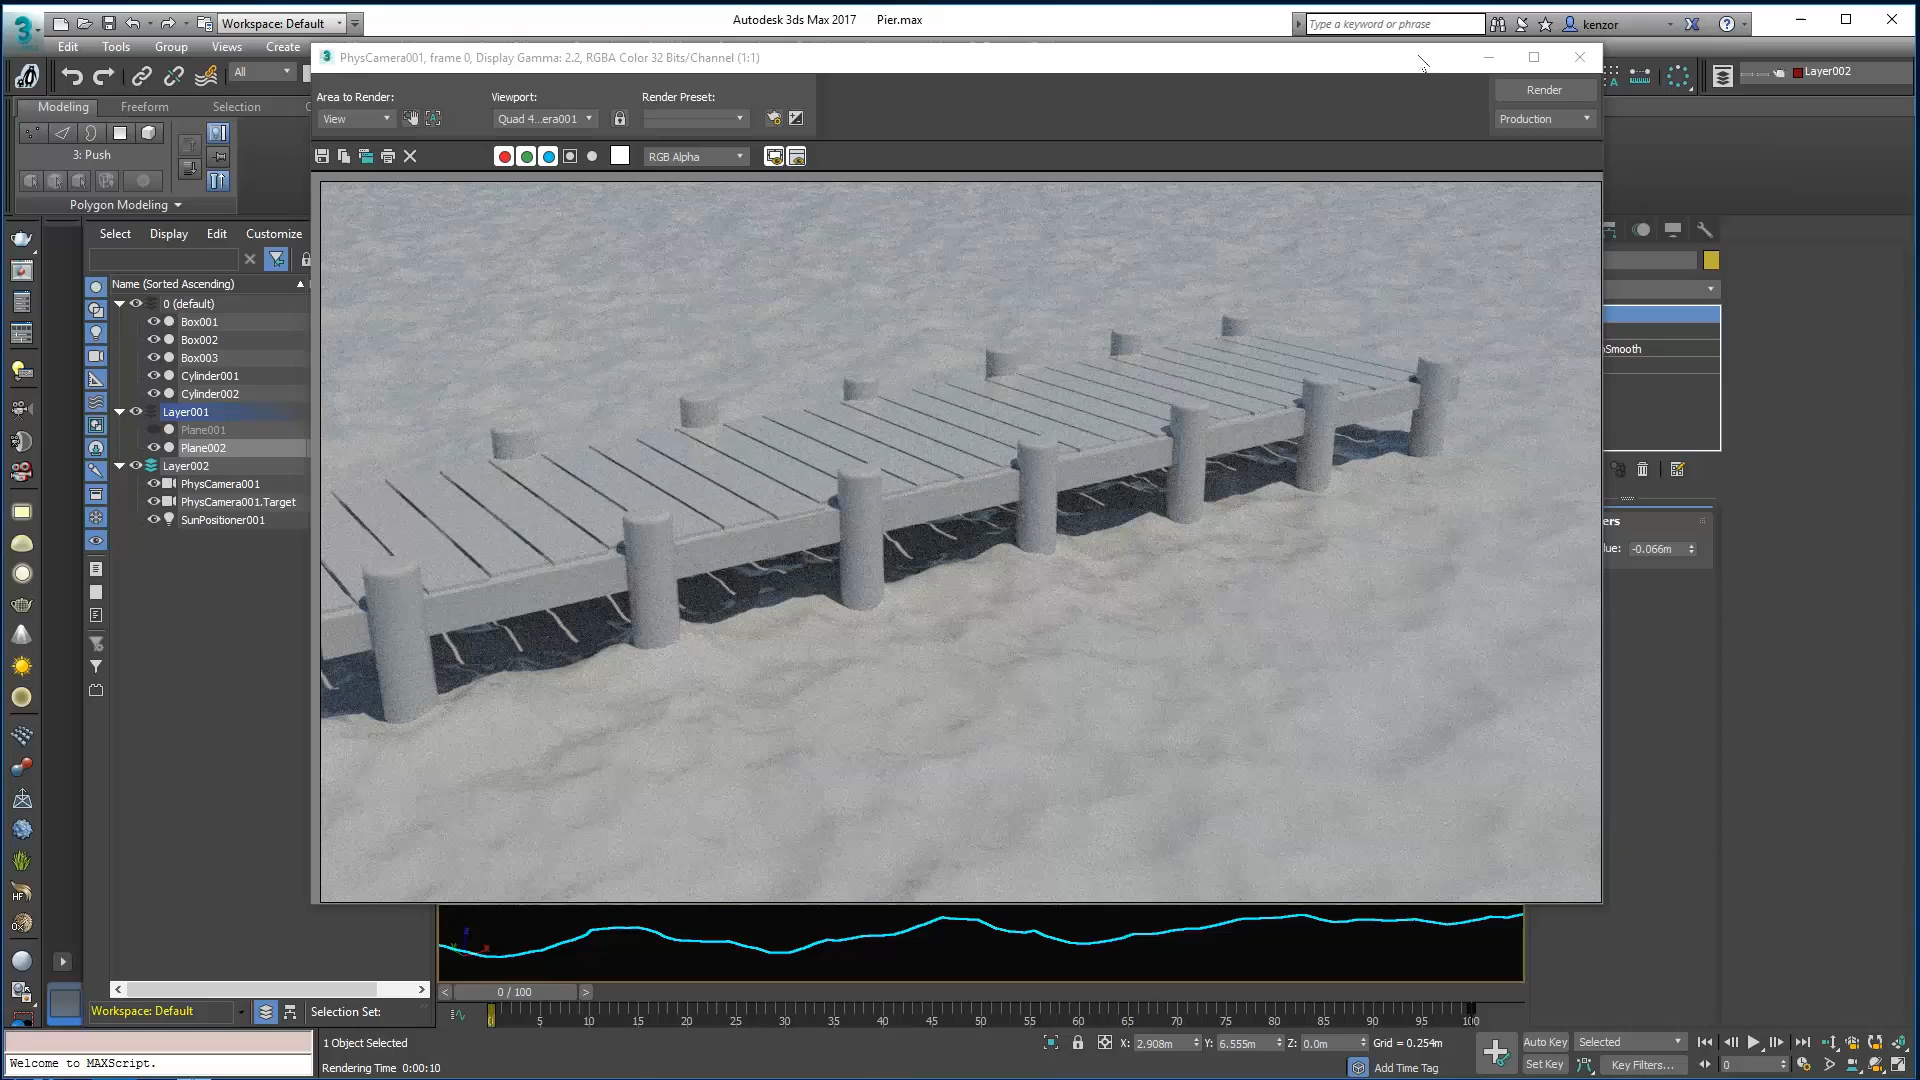 Workspace: Default
Autodesk 3ds Max 2017 Pier.max
Type a keyword or phrase
kenzor
Edit Tools Group Views Create
PhysCamera001, frame 0, Display Gamma: 2.2, RGBA Color 32 Bits/Channel (1:1)
All
Layer002
Area to Render:
Viewport:
Render Preset:
Render
View
Quad 4...era001
Production
Modeling Freeform Selection
3: Push
RGB Alpha
Polygon Modeling
Select Display Edit Customize
Name (Sorted Ascending)
0 (default)
Box001
Box002
Box003
Cylinder001
Cylinder002
Layer001
Plane001
Plane002
Layer002
PhysCamera001
PhysCamera001.Target
SunPositioner001
Smooth
ers
lue: -0.066m
HF
0 / 100
Workspace: Default
Selection Set:
5 10 15 20 25 30 35 40 45 50 55 60 65 70 75 80 85 90 95 100
1 Object Selected
X: 2.908m Y: 6.555m Z: 0.0m Grid = 0.254m
Auto Key Selected
Welcome to MAXScript.
Rendering Time 0:00:10
Add Time Tag
Set Key Key Filters... 0